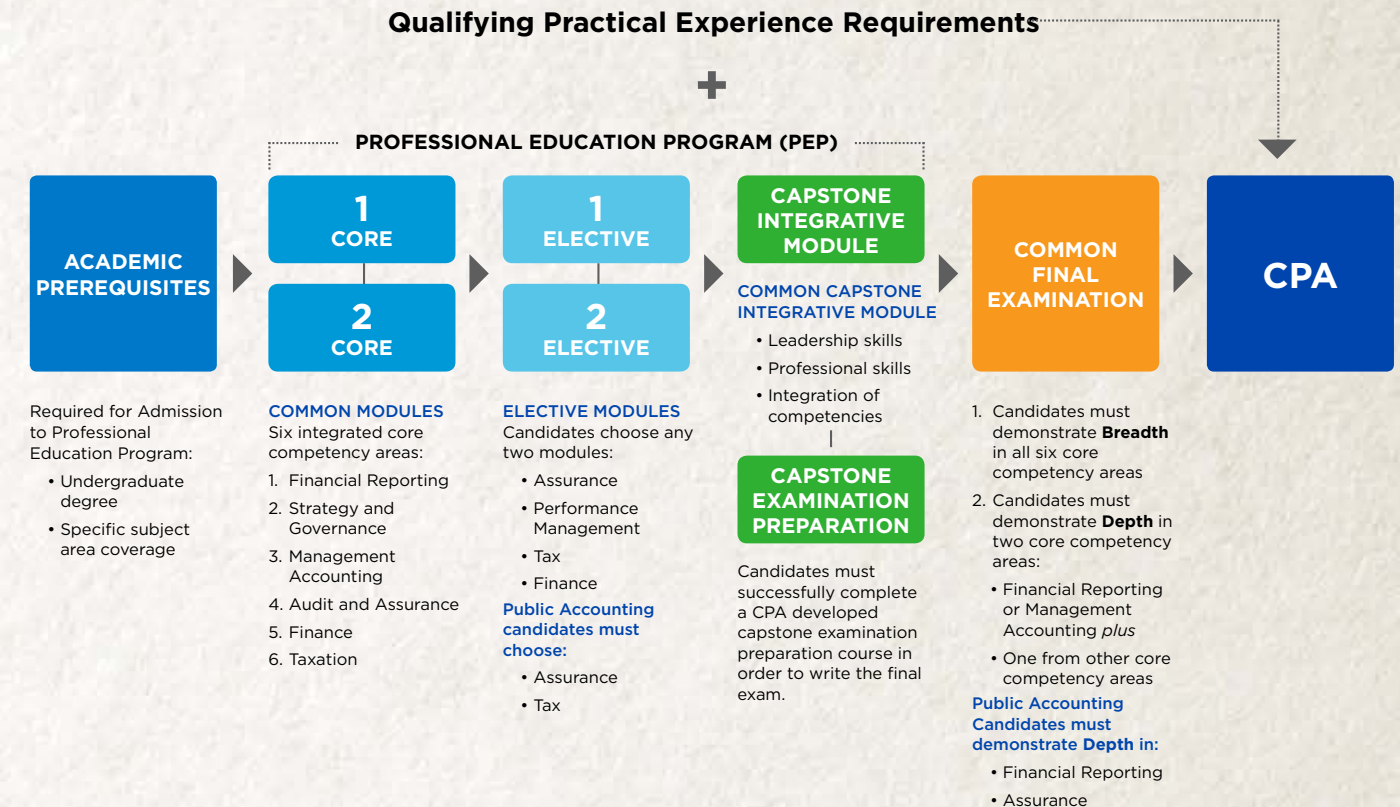 Qualifying Practical Experience Requirements
+
PROFESSIONAL EDUCATION PROGRAM (PEP)
ACADEMIC
PREREQUISITES
Required for Admission
to Professional
Education Program:
• Undergraduate
degree
• Specific subject
area coverage
1
CORE
2
CORE
COMMON MODULES
Six integrated core
competency areas:
1. Financial Reporting
2. Strategy and
Governance
3. Management
Accounting
4. Audit and Assurance
5. Finance
6. Taxation
1
ELECTIVE
2
ELECTIVE
ELECTIVE MODULES
Candidates choose any
two modules:
• Assurance
• Performance
Management
• Tax
• Finance
Public Accounting
candidates must
choose:
• Assurance
• Tax
CAPSTONE
INTEGRATIVE
MODULE
COMMON CAPSTONE
INTEGRATIVE MODULE
• Leadership skills
• Professional skills
• Integration of
competencies
CAPSTONE
EXAMINATION
PREPARATION
Candidates must
successfully complete
a CPA developed
capstone examination
preparation course in
order to write the final
exam.
COMMON
FINAL
EXAMINATION
1. Candidates must
demonstrate Breadth
in all six core
competency areas
2. Candidates must
demonstrate Depth in
two core competency
areas:
• Financial Reporting
or Management
Accounting plus
• One from other core
competency areas
Public Accounting
Candidates must
demonstrate Depth in:
• Financial Reporting
• Assurance
CPA